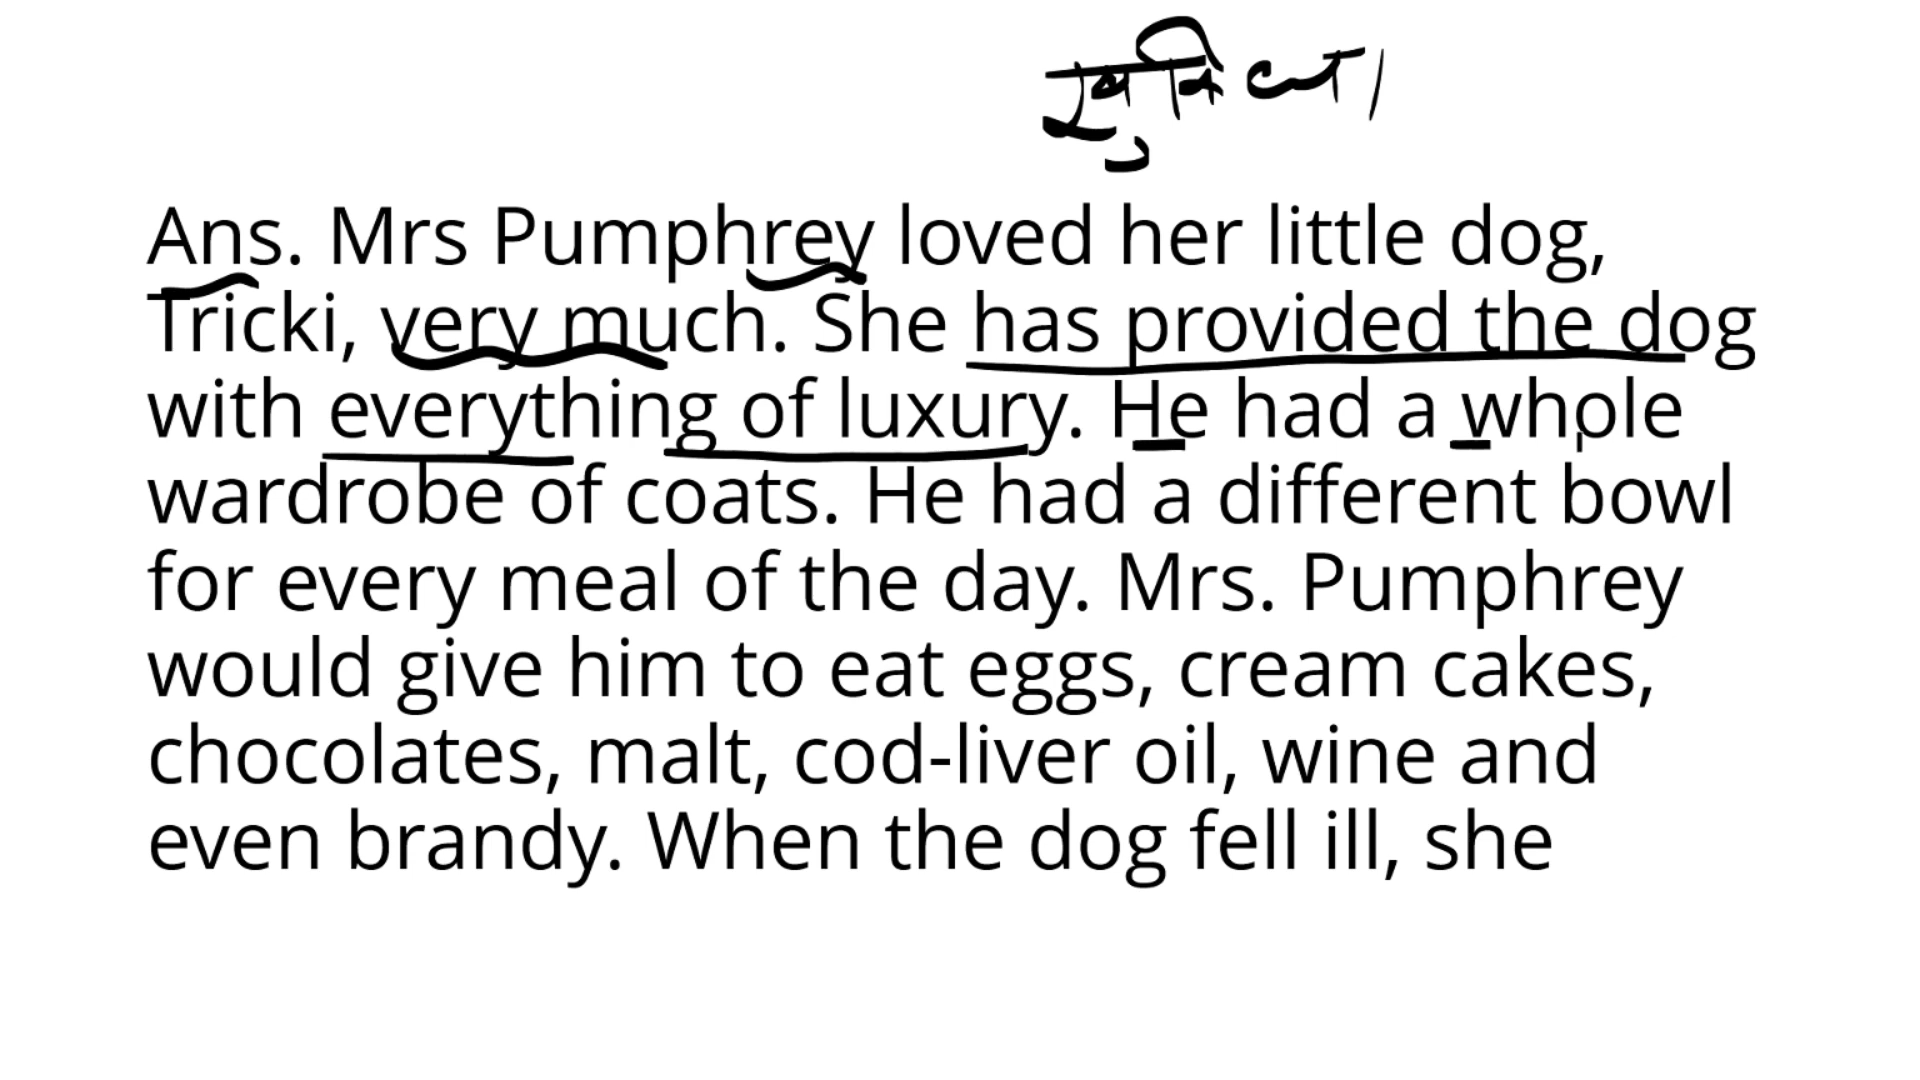 Ans. Mrs Pumphrey loved her little dog,
Tricki, very much. She has provided the dog
with everything of luxury. He had a whole
wardrobe of coats. He had a different bowl
for every meal of the day. Mrs. Pumphrey
would give him to eat eggs, cream cakes,
chocolates, malt, cod-liver oil, wine and
even brandy. When the dog fell ill, she